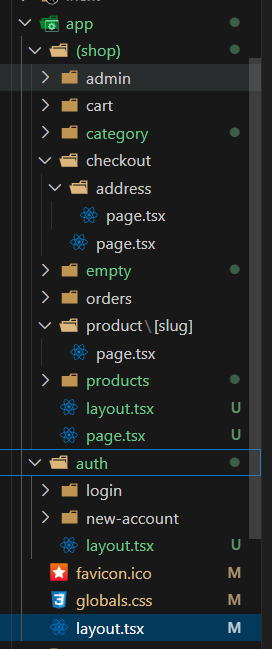 app
(shop)
admin
cart
category
checkout
address
page.tsx
page.tsx
empty
orders
product\[slug]
page.tsx
products
layout.tsx U
page.tsx U
auth
login
new-account
layout.tsx U
favicon.ico M
globals.css M
layout.tsx M